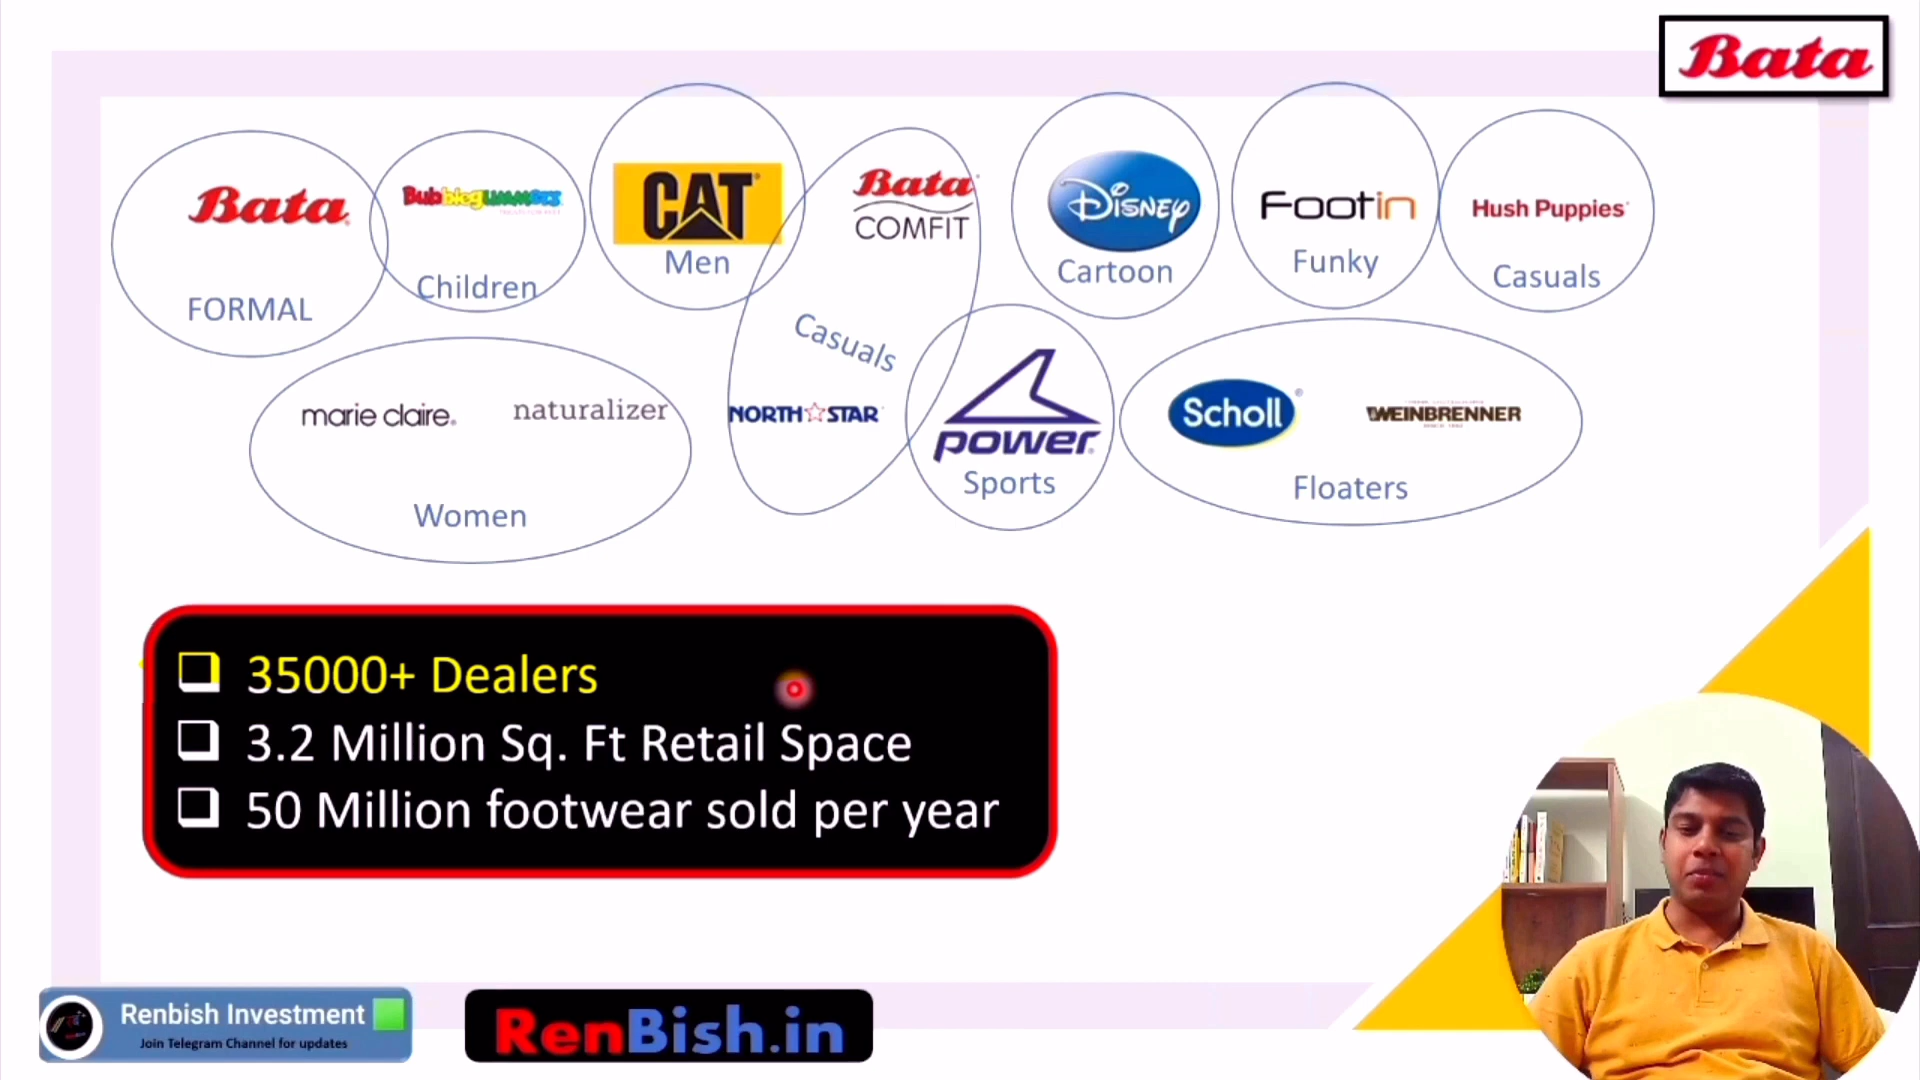 Bata
Bata
FORMAL
Bubblegummers
Children
CAT
Men
Bata
COMFIT
Casuals
NORTH STAR
Disney
Cartoon
Footin
Funky
Hush Puppies
Casuals
marie claire
naturalizer
Women
power
Sports
Scholl
WEINBRENNER
Floaters
35000+ Dealers
3.2 Million Sq. Ft Retail Space
50 Million footwear sold per year
Renbish Investment
Join Telegram Channel for updates
RenBish.in